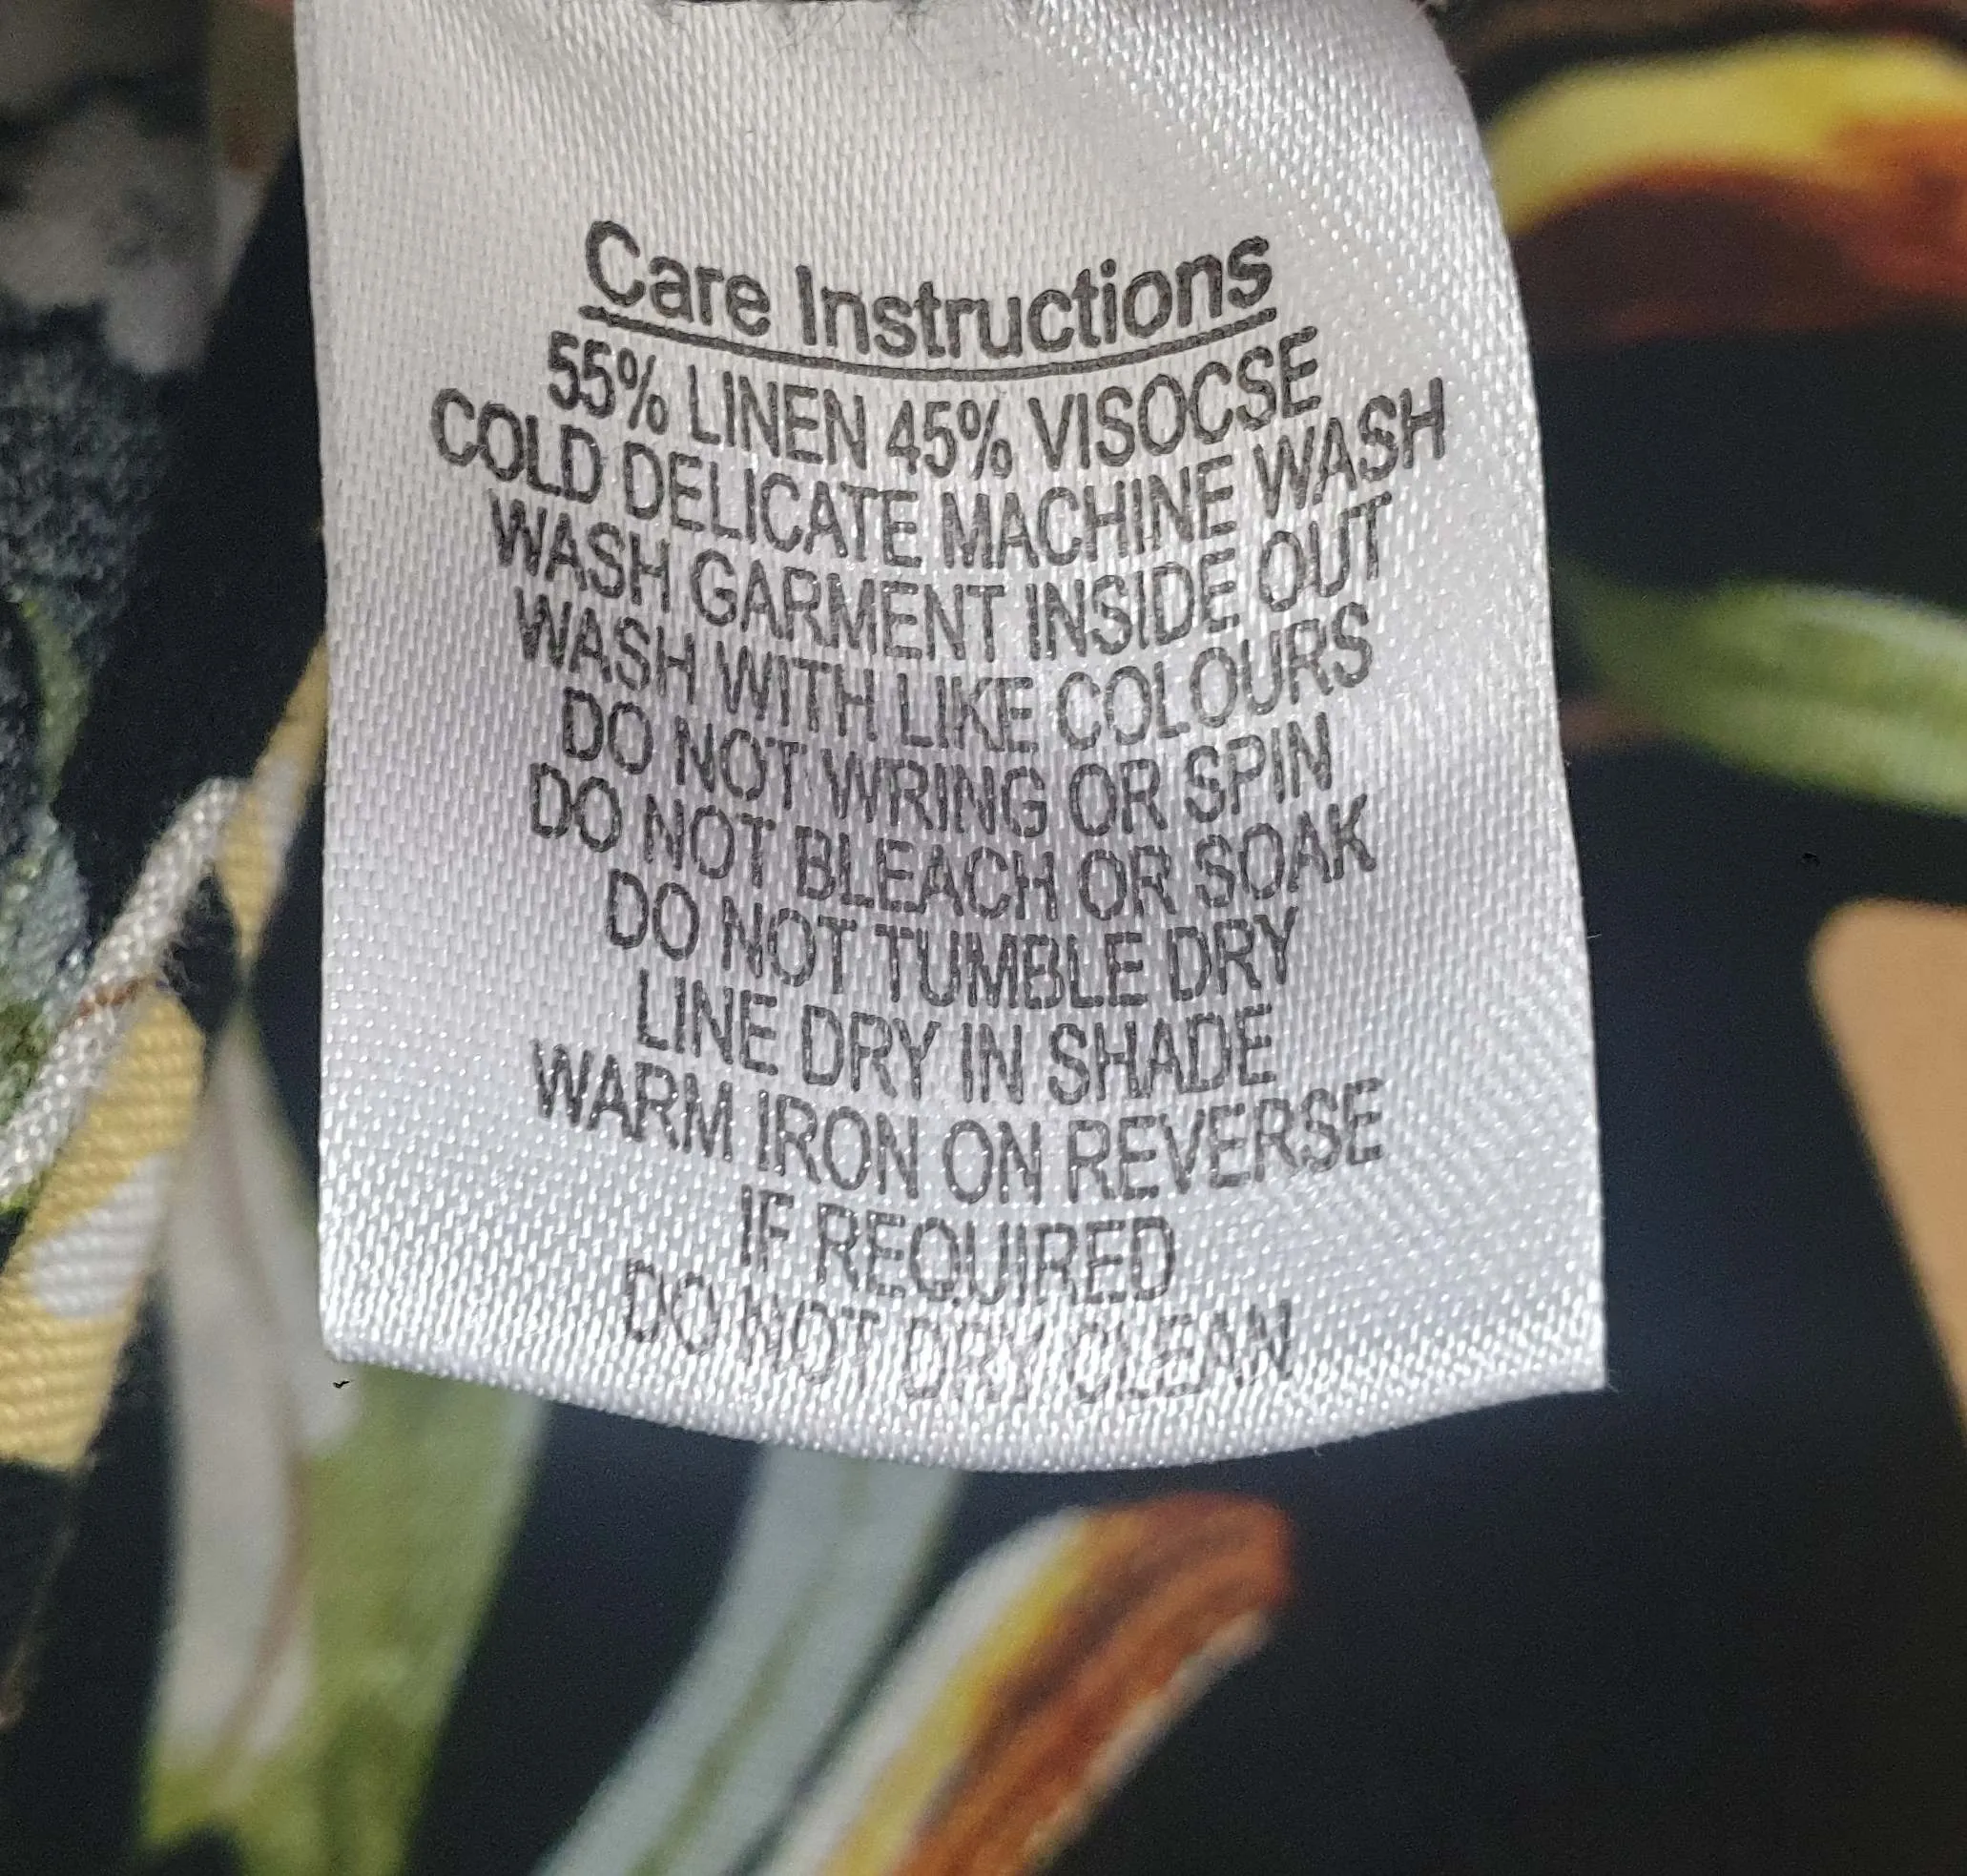 Care Instructions
55% LINEN 45% VISOCSE
COLD DELICATE MACHINE WASH
WASH GARMENT INSIDE OUT
WASH WITH LIKE COLOURS
DO NOT WRING OR SPIN
DO NOT BLEACH OR SOAK
DO NOT TUMBLE DRY
LINE DRY IN SHADE
WARM IRON ON REVERSE
IF REQUIRED
DO NOT DRY CLEAN